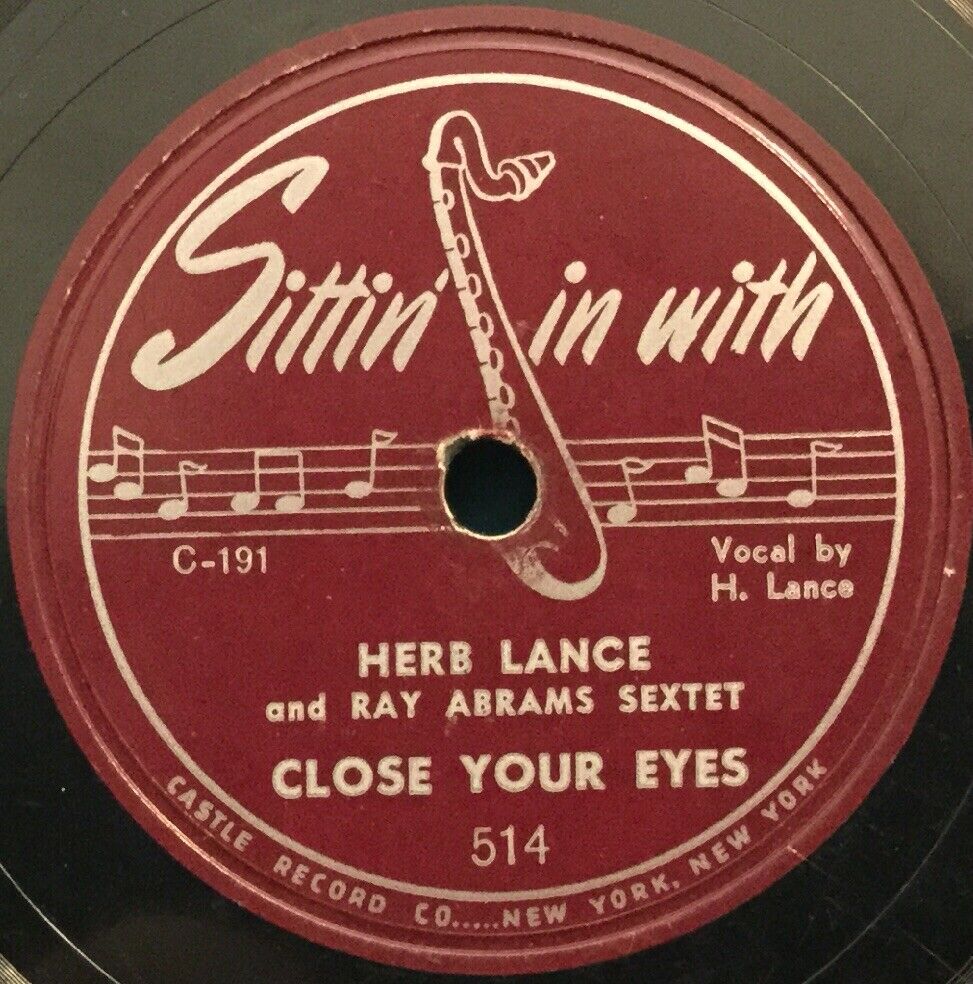 Sittin' in with
C-191
Vocal by
H. Lance
HERB LANCE
and RAY ABRAMS SEXTET
CLOSE YOUR EYES
514
CASTLE RECORD CO.....NEW YORK, NEW YORK